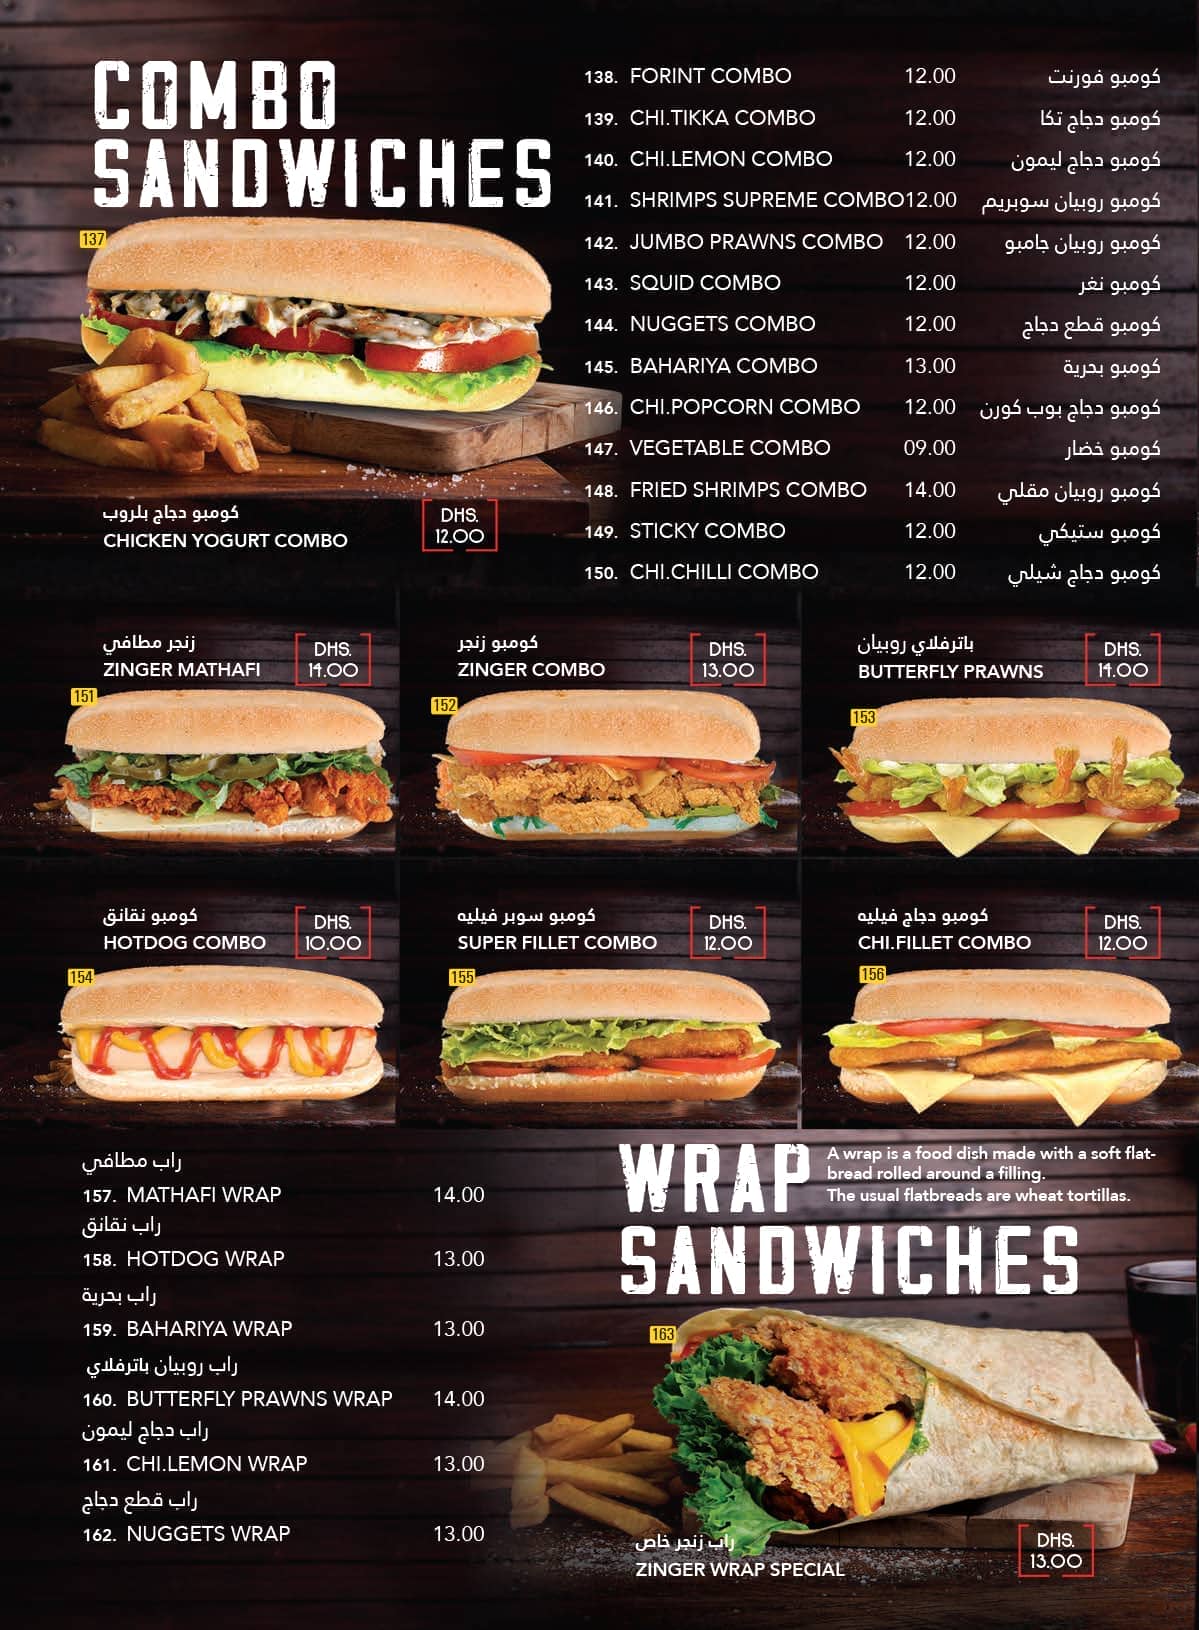 COMBO
SANDWICHES
137
كومبو دجاج بلروب
CHICKEN YOGURT COMBO
DHS.
12.00
138. FORINT COMBO 12.00 كومبو فورنت
139. CHI.TIKKA COMBO 12.00 كومبو دجاج تكا
140. CHI.LEMON COMBO 12.00 كومبو دجاج ليمون
141. SHRIMPS SUPREME COMBO12.00 كومبو روبيان سوبريم
142. JUMBO PRAWNS COMBO 12.00 كومبو روبيان جامبو
143. SQUID COMBO 12.00 كومبو نغر
144. NUGGETS COMBO 12.00 كومبو قطع دجاج
145. BAHARIYA COMBO 13.00 كومبو بحرية
146. CHI.POPCORN COMBO 12.00 كومبو دجاج بوب كورن
147. VEGETABLE COMBO 09.00 كومبو خضار
148. FRIED SHRIMPS COMBO 14.00 كومبو روبيان مقلي
149. STICKY COMBO 12.00 كومبو ستيكي
150. CHI.CHILLI COMBO 12.00 كومبو دجاج شيلي
زنجر مطافي
ZINGER MATHAFI
DHS.
14.00
151
كومبو زنجر
ZINGER COMBO
DHS.
13.00
152
باترفلاي روبيان
BUTTERFLY PRAWNS
DHS.
14.00
153
كومبو نقانق
HOTDOG COMBO
DHS.
10.00
154
كومبو سوبر فيليه
SUPER FILLET COMBO
DHS.
12.00
155
كومبو دجاج فيليه
CHI.FILLET COMBO
DHS.
12.00
156
راب مطافي
157. MATHAFI WRAP 14.00
راب نقانق
158. HOTDOG WRAP 13.00
راب بحرية
159. BAHARIYA WRAP 13.00
راب روبيان باترفلاي
160. BUTTERFLY PRAWNS WRAP 14.00
راب دجاج ليمون
161. CHI.LEMON WRAP 13.00
راب قطع دجاج
162. NUGGETS WRAP 13.00
WRAP
SANDWICHES
A wrap is a food dish made with a soft flat-
bread rolled around a filling.
The usual flatbreads are wheat tortillas.
163
راب زنجر خاص
ZINGER WRAP SPECIAL
DHS.
13.00